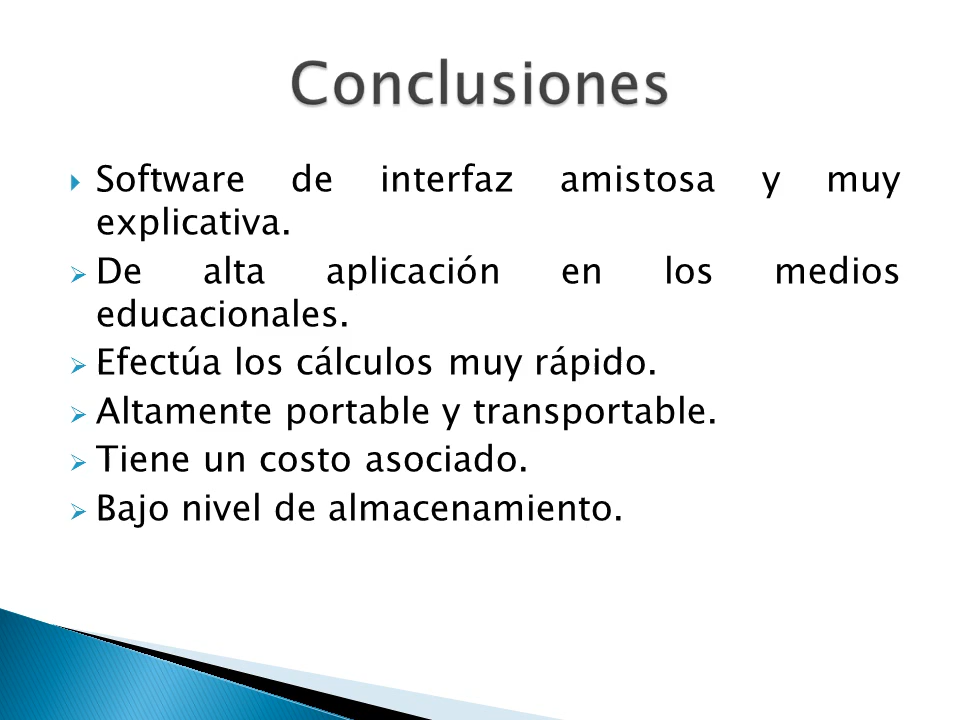 Conclusiones
Software de interfaz amistosa y muy
explicativa.
De alta aplicación en los medios
educacionales.
Efectúa los cálculos muy rápido.
Altamente portable y transportable.
Tiene un costo asociado.
Bajo nivel de almacenamiento.